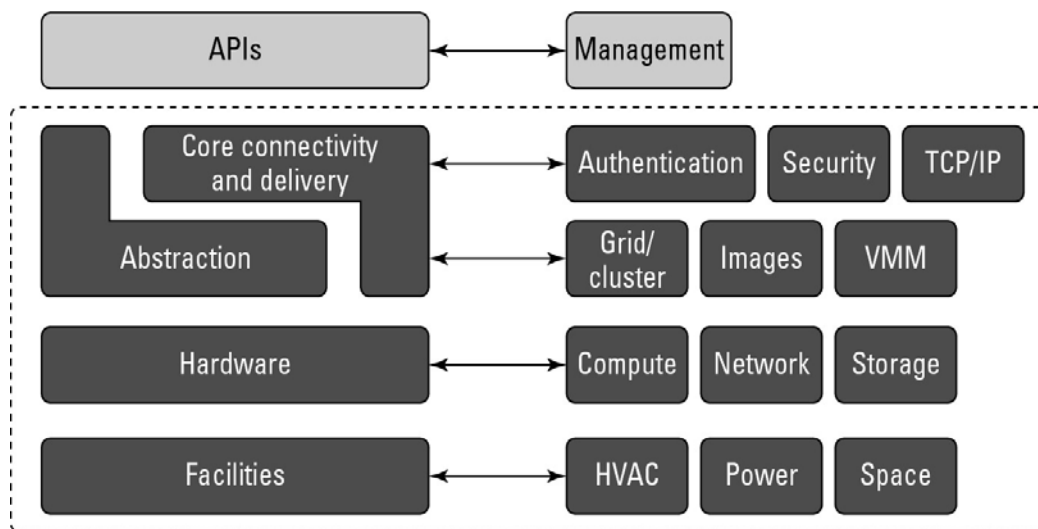 APIs
Management
Core connectivity
and delivery
Authentication
Security
TCP/IP
Abstraction
Grid/
cluster
Images
VMM
Hardware
Compute
Network
Storage
Facilities
HVAC
Power
Space